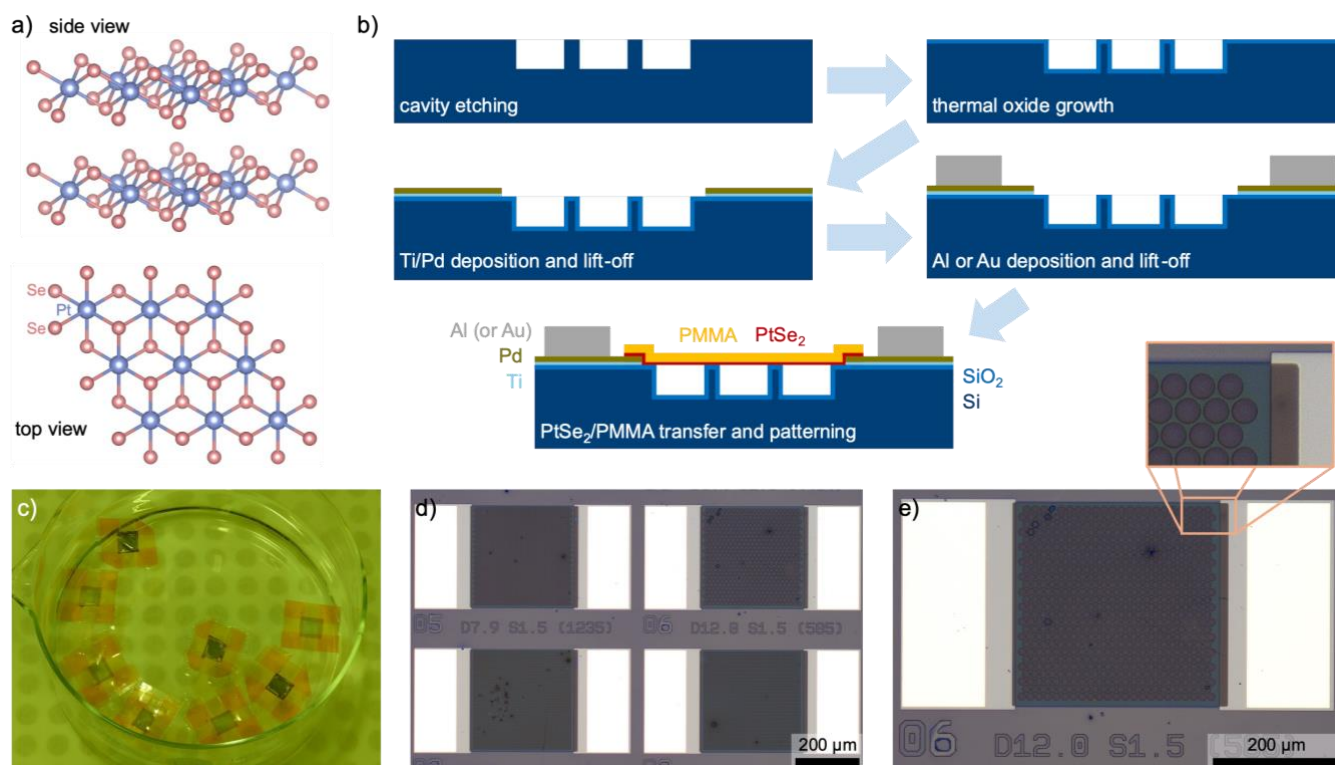 a)
side view
Se
Pt
Se
top view
b)
cavity etching
thermal oxide growth
Ti/Pd deposition and lift-off
Al or Au deposition and lift-off
Al (or Au)
PMMA
PtSe₂
Pd
Ti
SiO₂
Si
PtSe₂/PMMA transfer and patterning
c)
d)
05
D7.9 S1.5 (1235)
06
D12.0 S1.5 (585)
200 µm
e)
06
D12.0 S1.5
200 µm